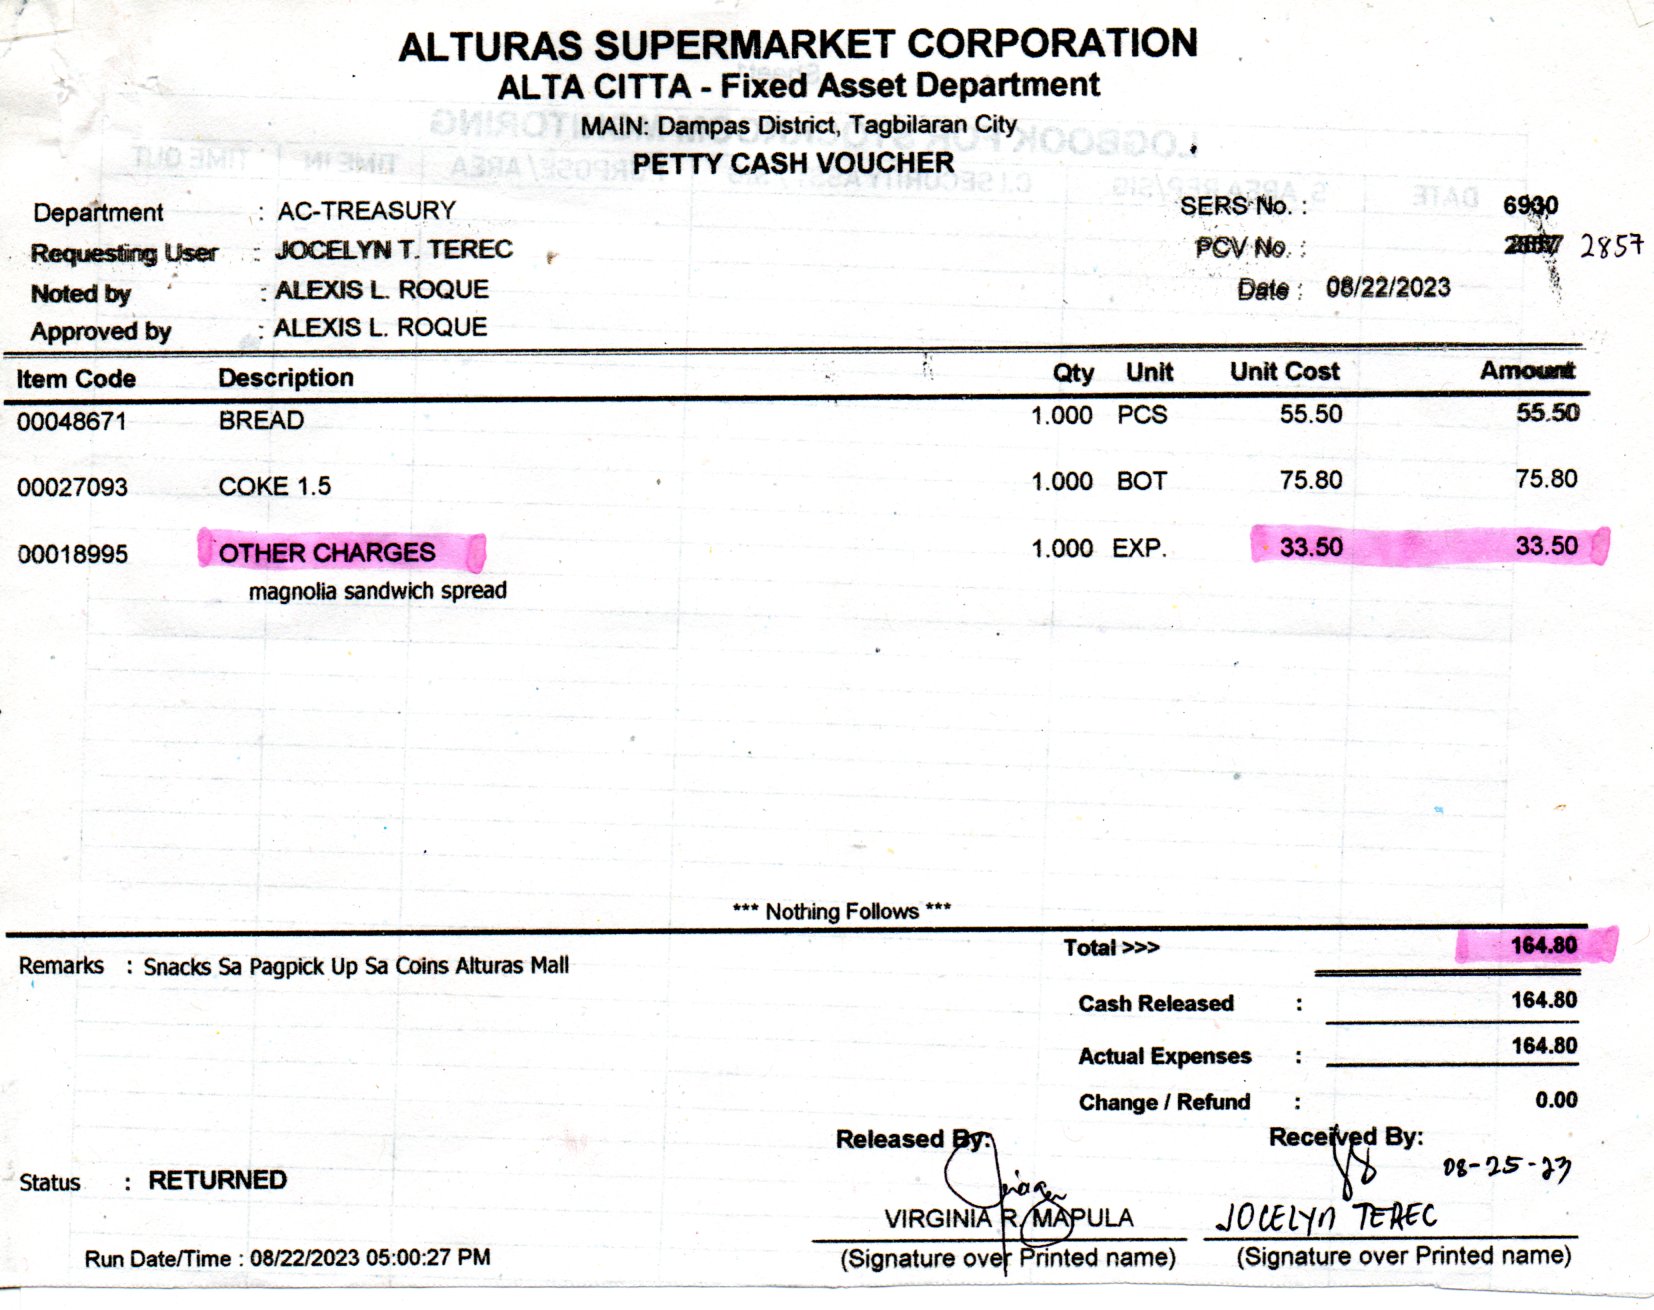 ALTURAS SUPERMARKET CORPORATION
ALTA CITTA - Fixed Asset Department
MAIN: Dampas District, Tagbilaran City
PETTY CASH VOUCHER
Department : AC-TREASURY SERS No. : 6930
Requesting User : JOCELYN T. TEREC PCV No. : 2857 2857
Noted by : ALEXIS L. ROQUE Date : 08/22/2023
Approved by : ALEXIS L. ROQUE
Item Code Description Qty Unit Unit Cost Amount
00048671 BREAD 1.000 PCS 55.50 55.50
00027093 COKE 1.5 1.000 BOT 75.80 75.80
00018995 OTHER CHARGES 1.000 EXP. 33.50 33.50
magnolia sandwich spread
*** Nothing Follows ***
Total >>> 164.80
Remarks : Snacks Sa Pagpick Up Sa Coins Alturas Mall
Cash Released : 164.80
Actual Expenses : 164.80
Change / Refund : 0.00
Released By: Received By:
08-25-23
Status : RETURNED
VIRGINIA R. MAPULA JOCELYN TEREC
(Signature over Printed name) (Signature over Printed name)
Run Date/Time : 08/22/2023 05:00:27 PM